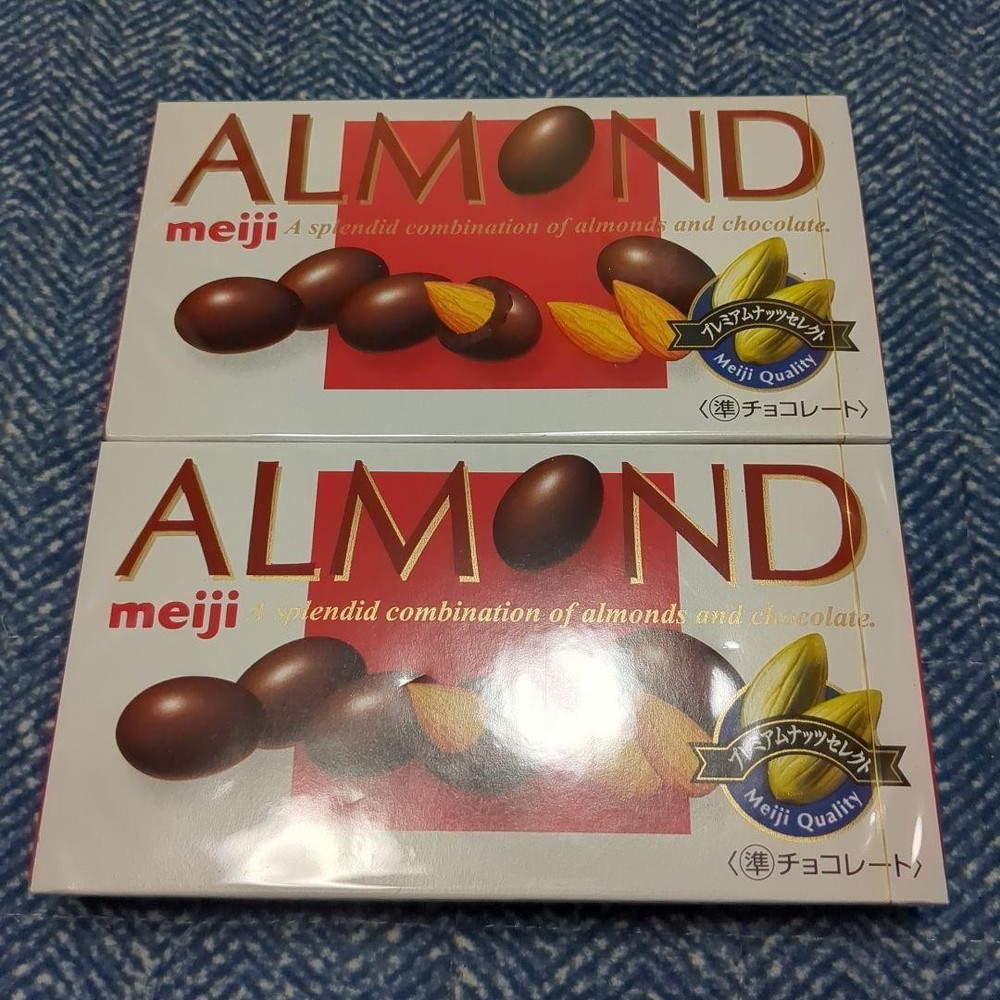 ALMOND
meiji A splendid combination of almonds and chocolate.
プレミアムナッツセレクト
Meiji Quality
〈㊜チョコレート〉
ALMOND
meiji A splendid combination of almonds and chocolate.
プレミアムナッツセレクト
Meiji Quality
〈準チョコレート〉